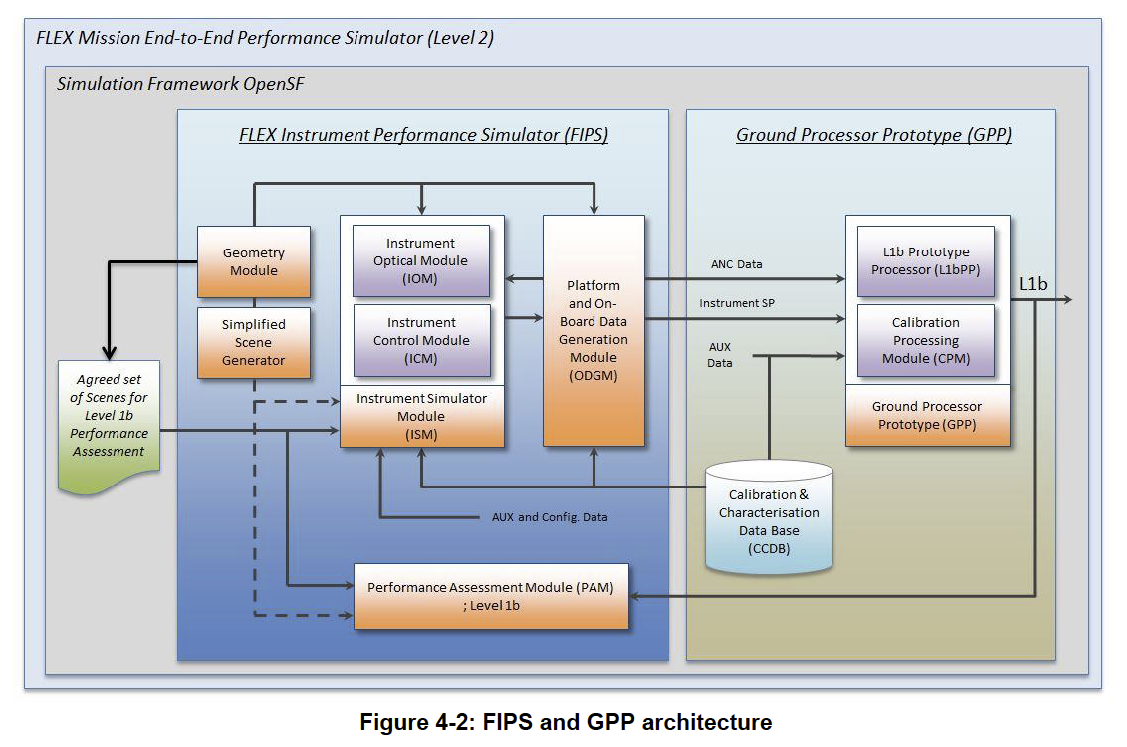 FLEX Mission End-to-End Performance Simulator (Level 2)
Simulation Framework OpenSF
FLEX Instrument Performance Simulator (FIPS)
Ground Processor Prototype (GPP)
Geometry
Module
Simplified
Scene
Generator
Agreed set
of Scenes for
Level 1b
Performance
Assessment
Instrument
Optical Module
(IOM)
Instrument
Control Module
(ICM)
Instrument Simulator
Module
(ISM)
Platform
and On-
Board Data
Generation
Module
(ODGM)
ANC Data
Instrument SP
AUX
Data
L1b Prototype
Processor (L1bPP)
Calibration
Processing
Module (CPM)
Ground Processor
Prototype (GPP)
L1b
Calibration &
Characterisation
Data Base
(CCDB)
AUX and Config. Data
Performance Assessment Module (PAM)
; Level 1b
Figure 4-2: FIPS and GPP architecture